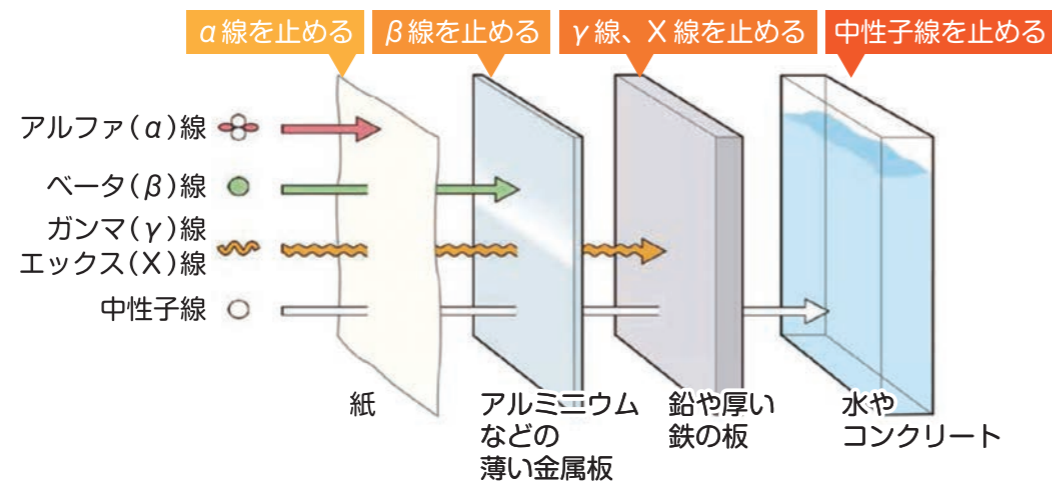 α線を止める
β線を止める
γ線、X線を止める
中性子線を止める
アルファ(α)線
ベータ(β)線
ガンマ(γ)線
エックス(X)線
中性子線
紙
アルミニウム
などの
薄い金属板
鉛や厚い
鉄の板
水や
コンクリート